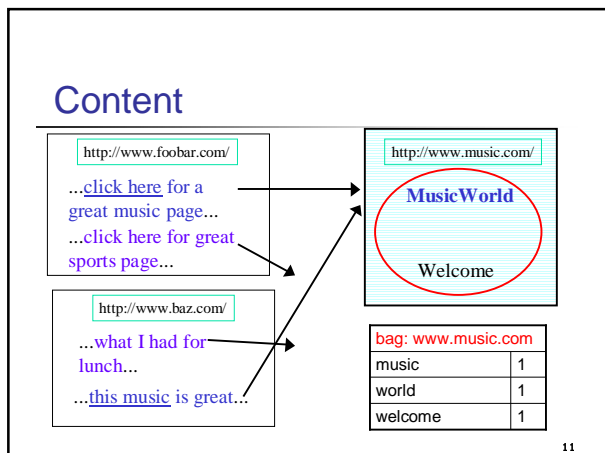 Content
http://www.foobar.com/
...click here for a
great music page...
...click here for great
sports page...
http://www.baz.com/
...what I had for
lunch...
...this music is great...
http://www.music.com/
MusicWorld
Welcome
bag: www.music.com
music 1
world 1
welcome 1
11